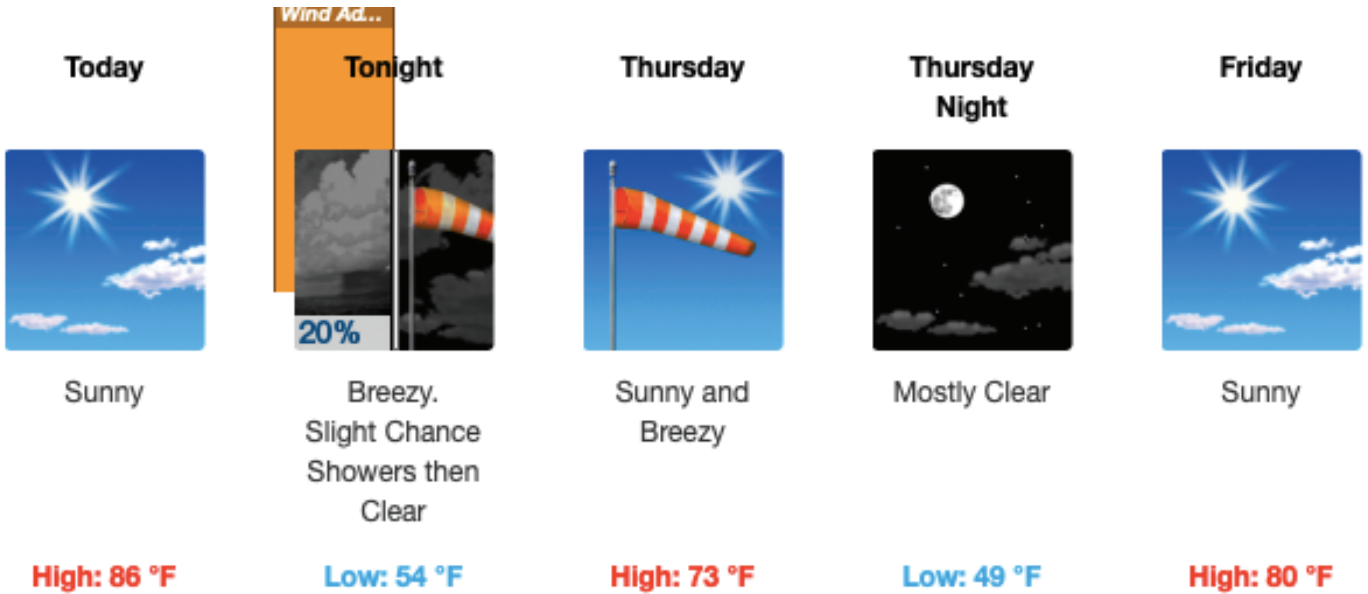 Wind Ad...
Today
Tonight
Thursday
Thursday
Night
Friday
20%
Sunny
Breezy.
Slight Chance
Showers then
Clear
Sunny and
Breezy
Mostly Clear
Sunny
High: 86 °F
Low: 54 °F
High: 73 °F
Low: 49 °F
High: 80 °F